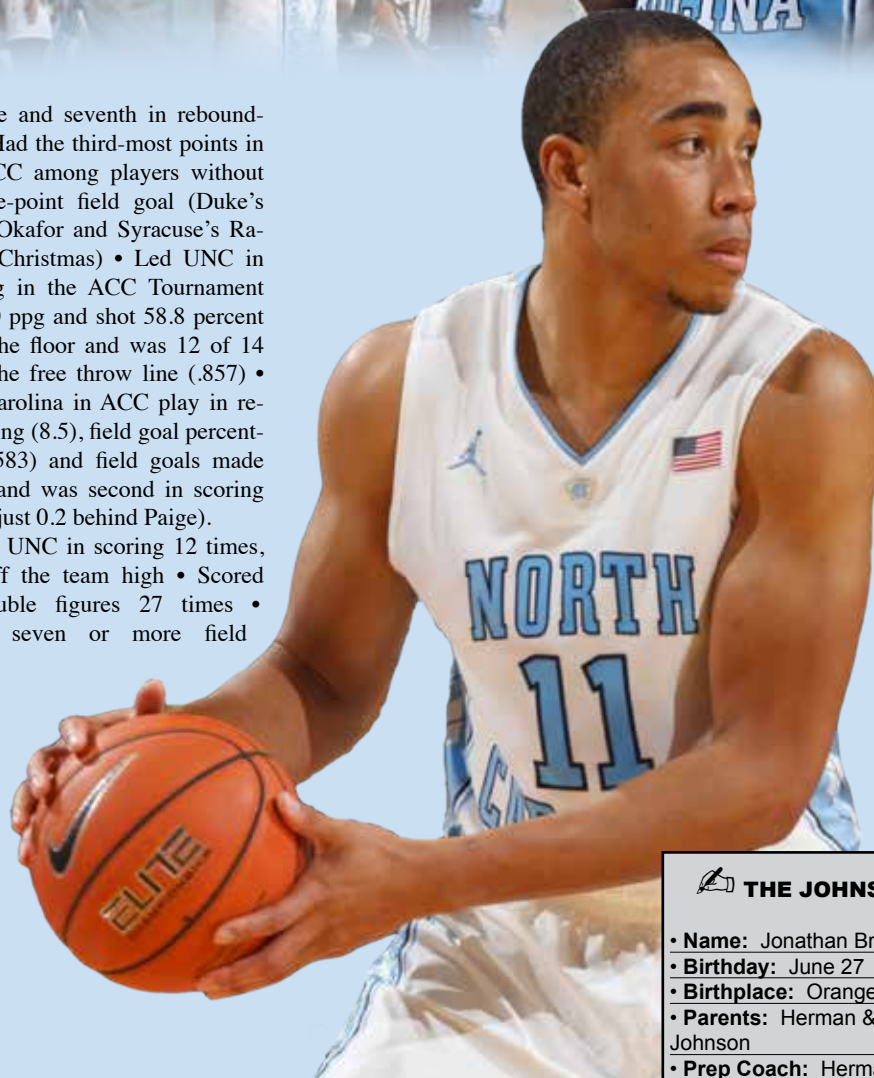 e and seventh in rebound-
Had the third-most points in
CC among players without
e-point field goal (Duke's
Okafor and Syracuse's Ra-
Christmas) • Led UNC in
g in the ACC Tournament
0 ppg and shot 58.8 percent
he floor and was 12 of 14
he free throw line (.857) •
arolina in ACC play in re-
ng (8.5), field goal percent-
583) and field goals made
and was second in scoring
just 0.2 behind Paige).
UNC in scoring 12 times,
ff the team high • Scored
uble figures 27 times •
seven or more field
NORTH
11
ELITE
THE JOHNS
• Name: Jonathan Br
• Birthday: June 27
• Birthplace: Orange
• Parents: Herman &
Johnson
• Prep Coach: Herma